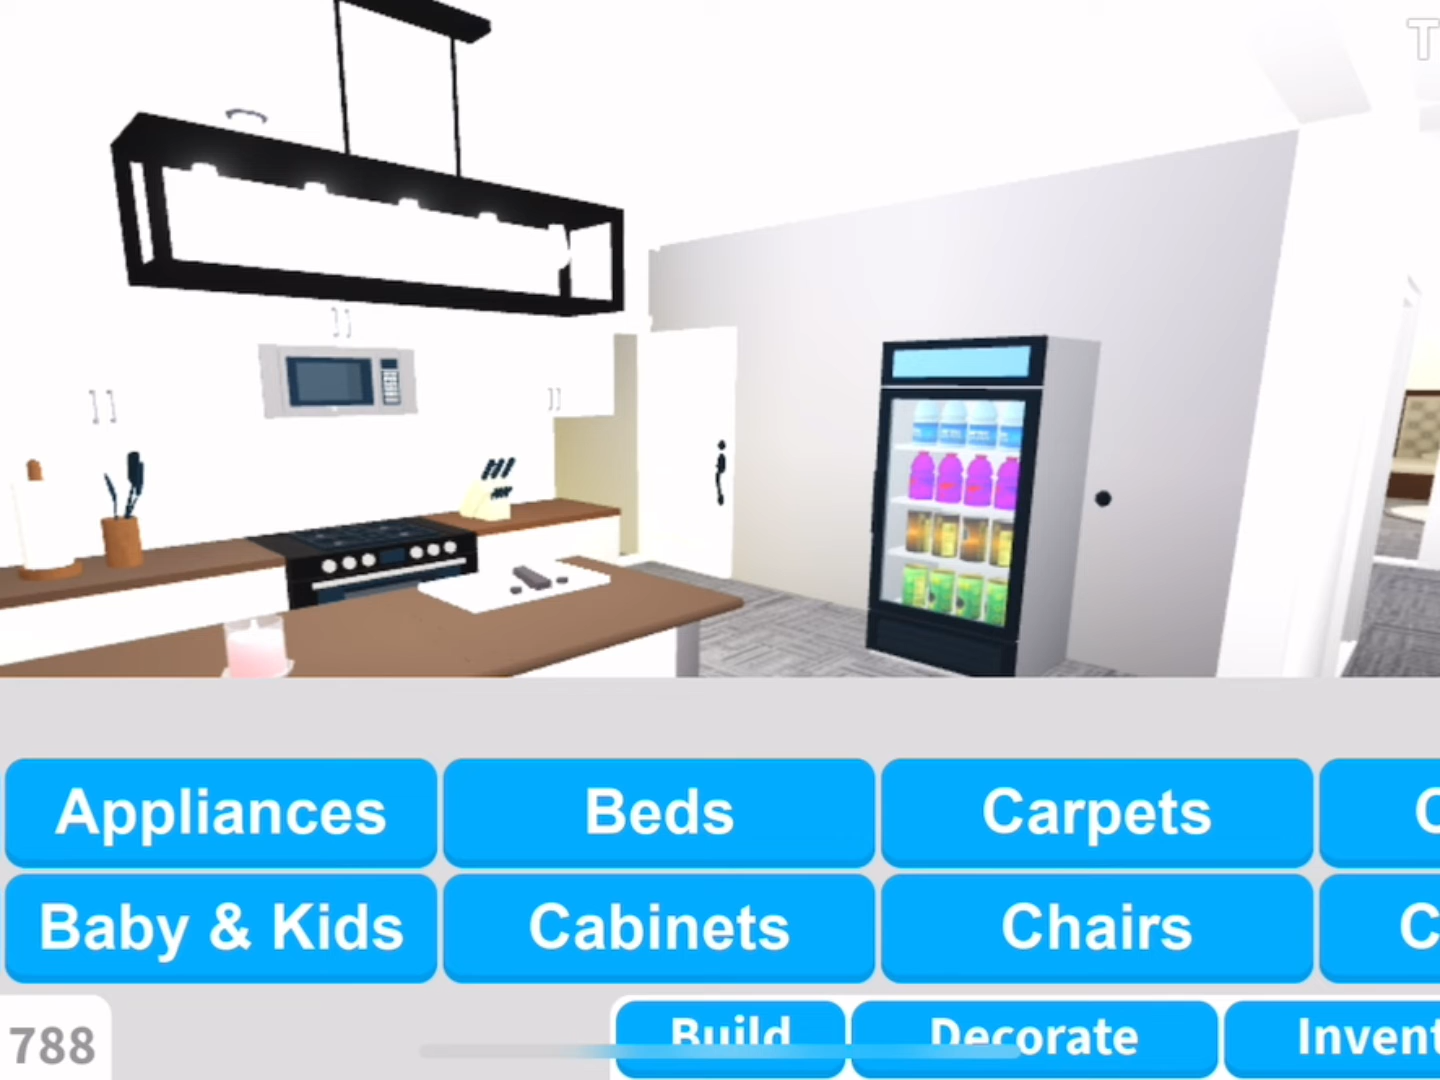 T
Appliances
Beds
Carpets
C
Baby & Kids
Cabinets
Chairs
C
788
Build
Decorate
Invent